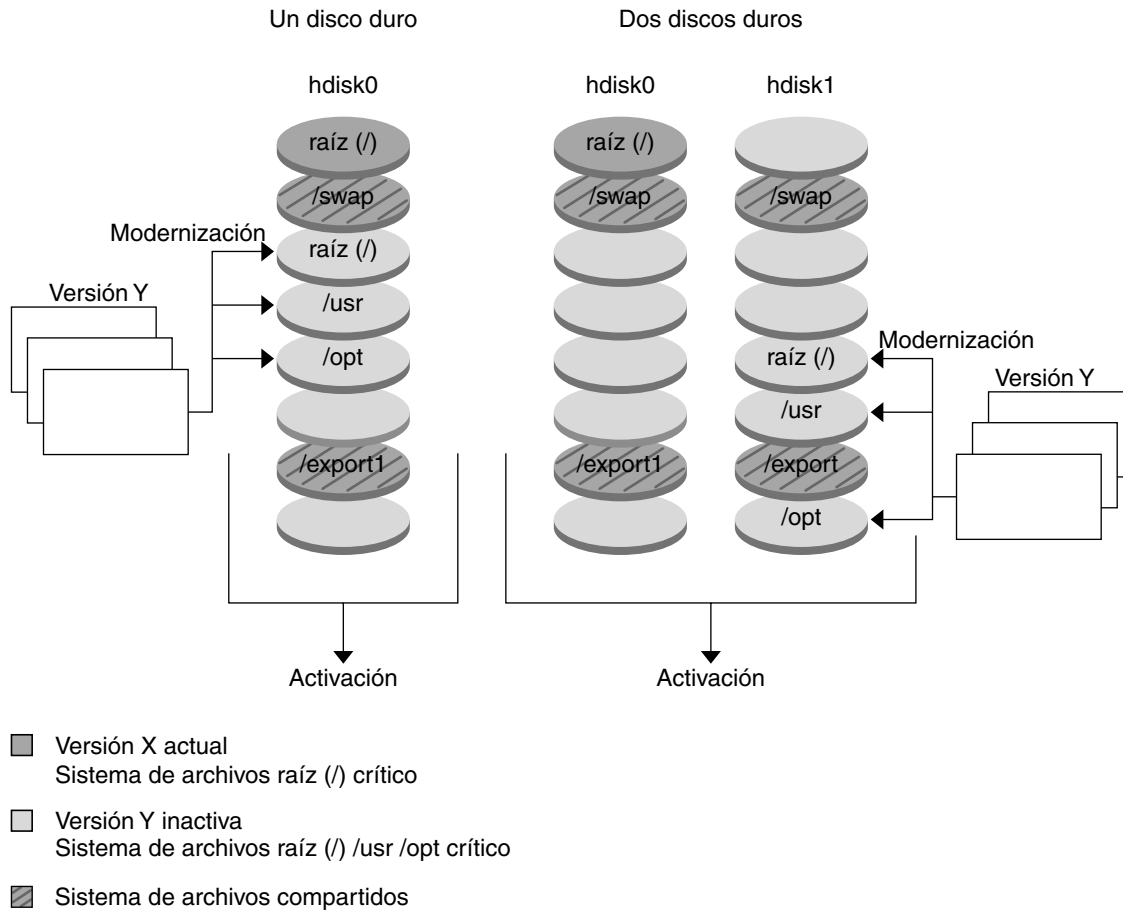 Un disco duro
Dos discos duros
hdisk0
hdisk0
hdisk1
raíz (/)
raíz (/)
/swap
/swap
/swap
Modernización
raíz (/)
Versión Y
/usr
/opt
raíz (/)
Modernización
Versión Y
/usr
/export1
/export1
/export
/opt
Activación
Activación
Versión X actual
Sistema de archivos raíz (/) crítico
Versión Y inactiva
Sistema de archivos raíz (/) /usr /opt crítico
Sistema de archivos compartidos